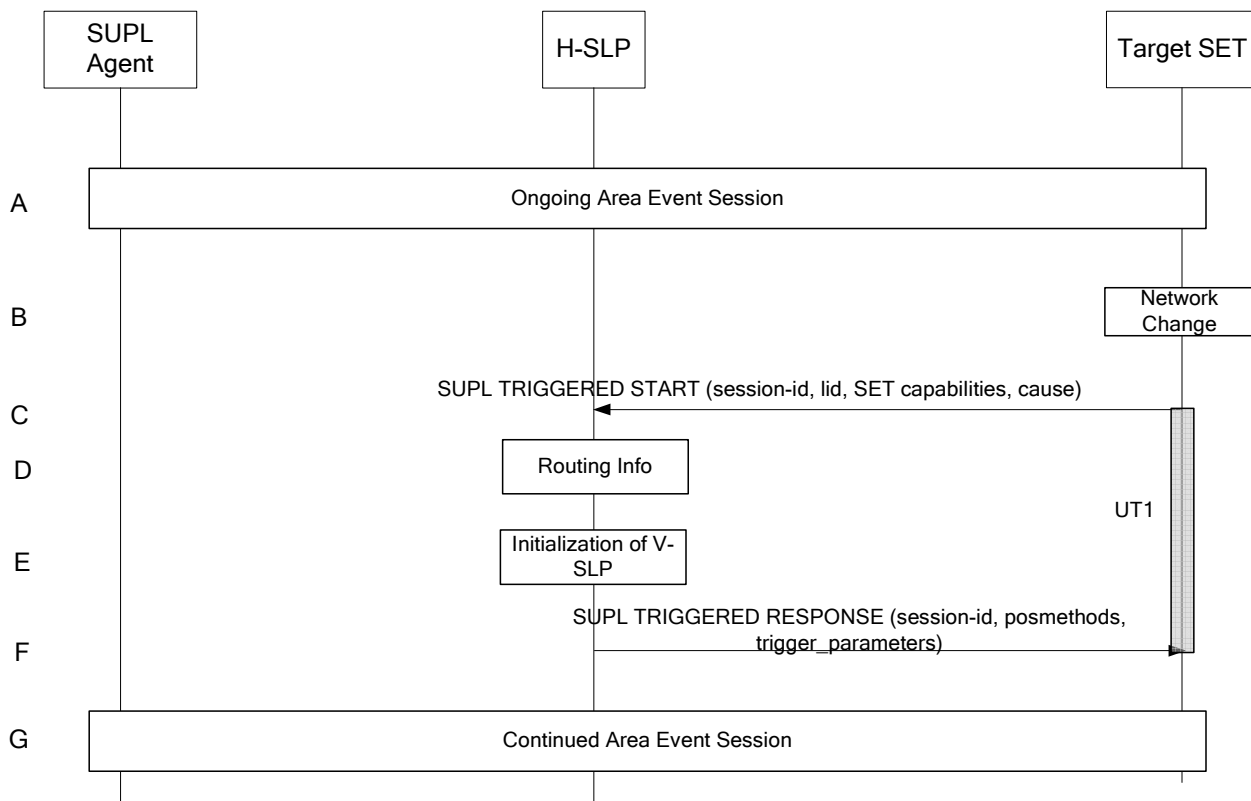 SUPL
Agent
H-SLP
Target SET
A
Ongoing Area Event Session
B
Network
Change
SUPL TRIGGERED START (session-id, lid, SET capabilities, cause)
C
D
Routing Info
UT1
E
Initialization of V-
SLP
SUPL TRIGGERED RESPONSE (session-id, posmethods,
trigger_parameters)
F
G
Continued Area Event Session